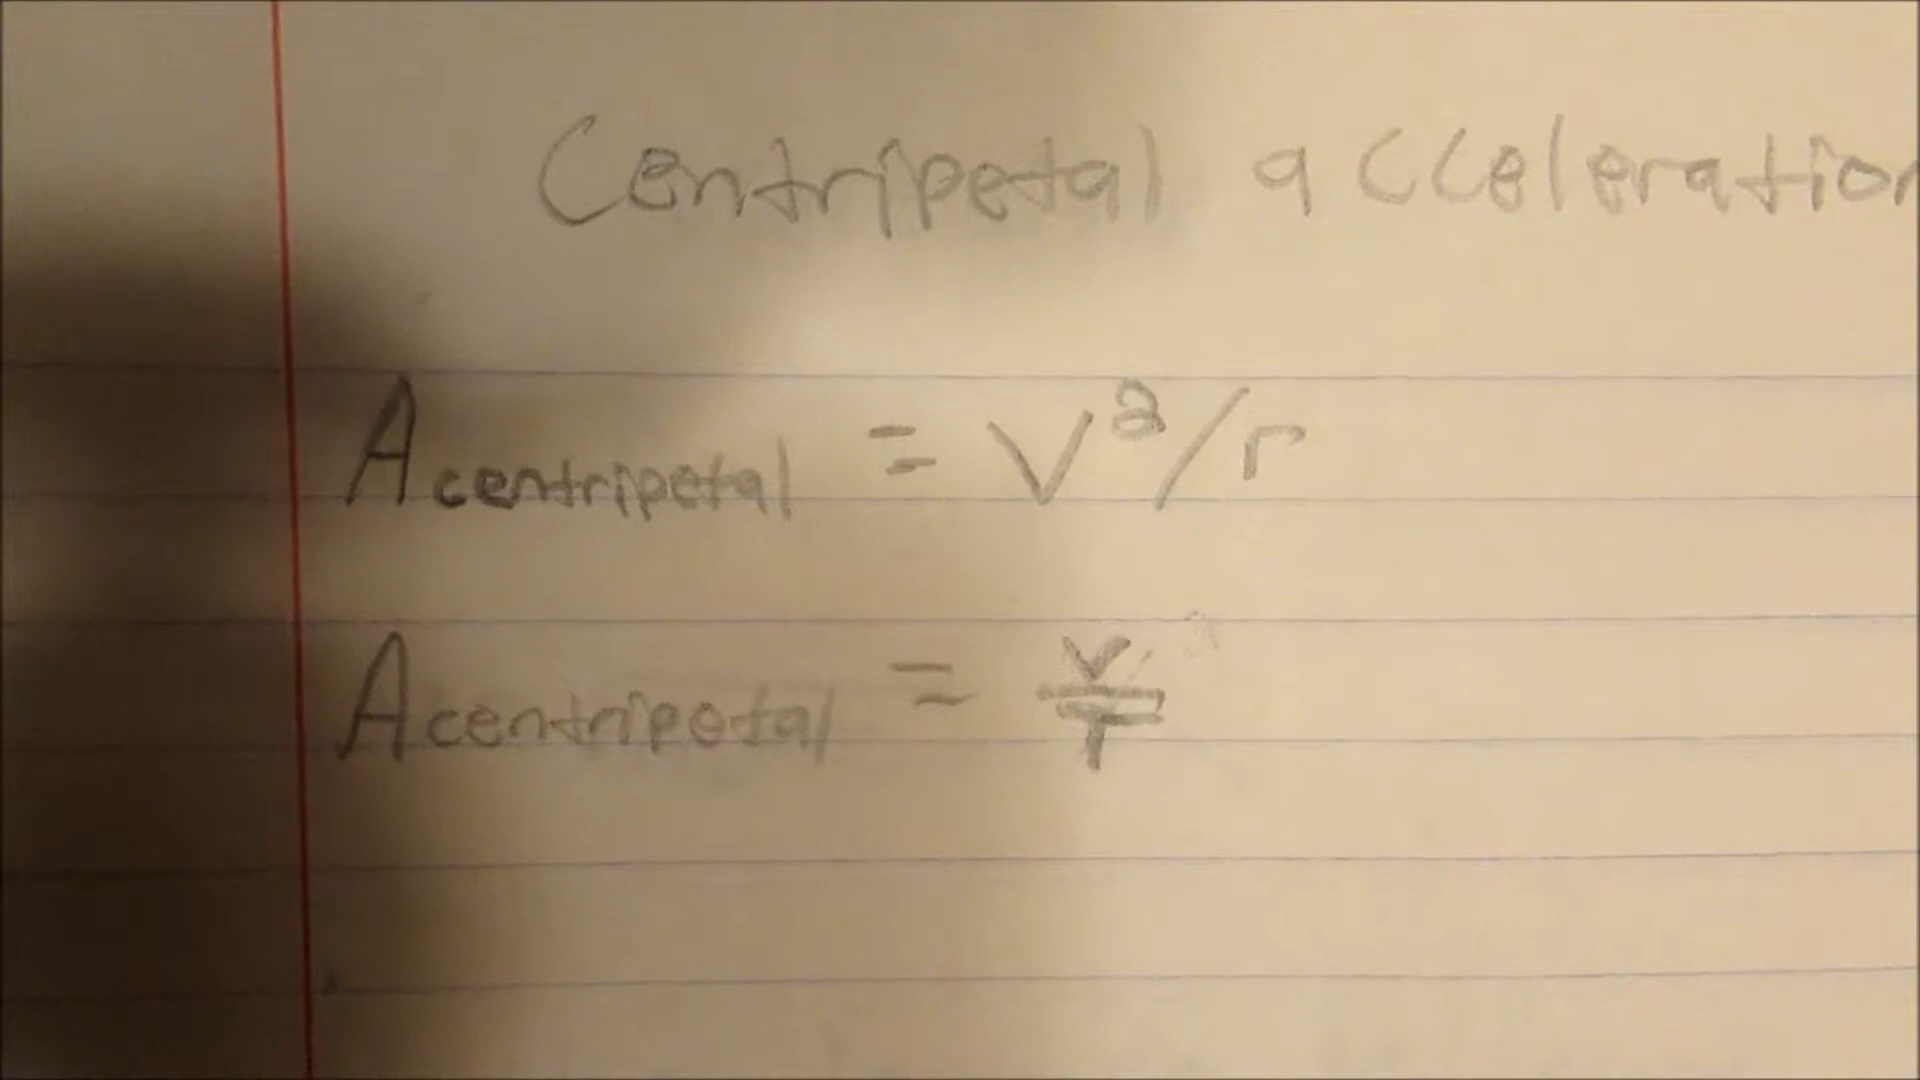 Centripetal acceleration
Acentripetal = V²/r
Acentripetal = V/T